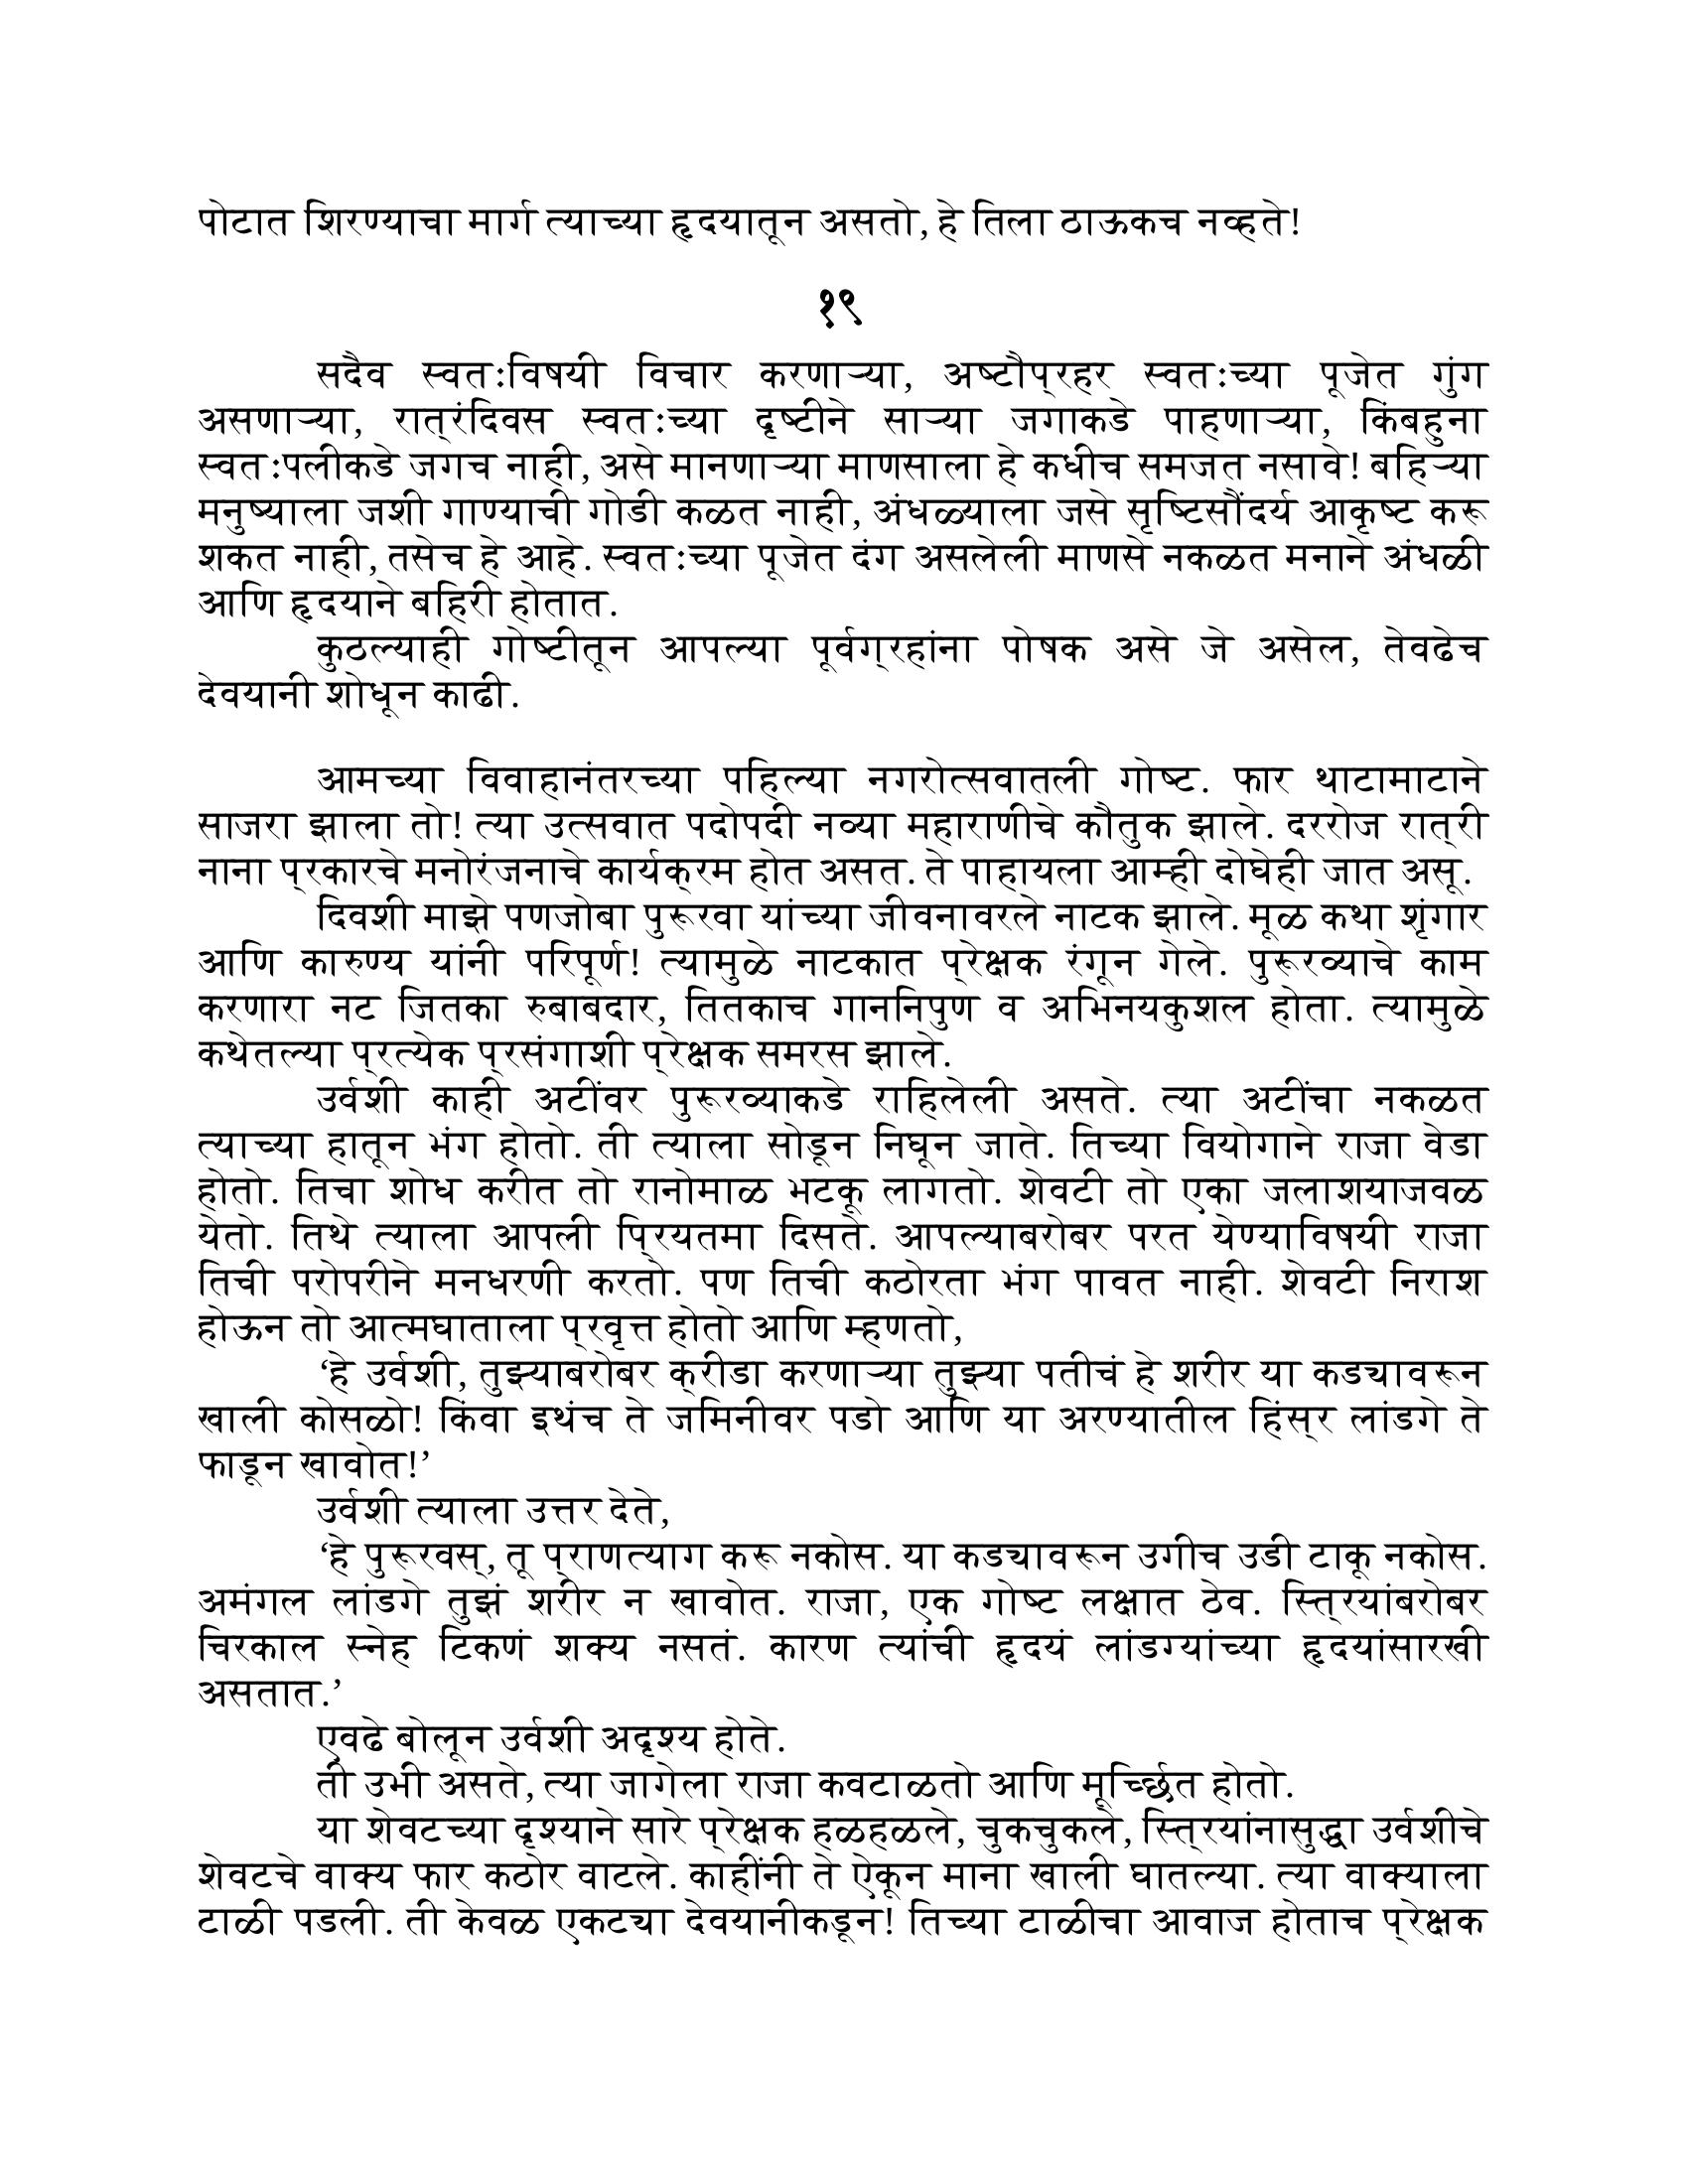 पोटात शिरण्याचा मार्ग त्याच्या हृदयातून असतो, हे तिला ठाऊकच नव्हते!
१९
सदैव स्वतःविषयी विचार करणाऱ्या, अष्टौप्रहर स्वतःच्या पूजेत गुंग
असणाऱ्या, रात्रंदिवस स्वतःच्या दृष्टीने साऱ्या जगाकडे पाहणाऱ्या, किंबहुना
स्वतःपलीकडे जगच नाही, असे मानणाऱ्या माणसाला हे कधीच समजत नसावे! बहिऱ्या
मनुष्याला जशी गाण्याची गोडी कळत नाही, अंधळ्याला जसे सृष्टिसौंदर्य आकृष्ट करू
शकत नाही, तसेच हे आहे. स्वतःच्या पूजेत दंग असलेली माणसे नकळत मनाने अंधळी
आणि हृदयाने बहिरी होतात.
कुठल्याही गोष्टीतून आपल्या पूर्वग्रहांना पोषक असे जे असेल, तेवढेच
देवयानी शोधून काढी.
आमच्या विवाहानंतरच्या पहिल्या नगरोत्सवातली गोष्ट. फार थाटामाटाने
साजरा झाला तो! त्या उत्सवात पदोपदी नव्या महाराणीचे कौतुक झाले. दररोज रात्री
नाना प्रकारचे मनोरंजनाचे कार्यक्रम होत असत. ते पाहायला आम्ही दोघेही जात असू.
दिवशी माझे पणजोबा पुरूरवा यांच्या जीवनावरले नाटक झाले. मूळ कथा शृंगार
आणि कारुण्य यांनी परिपूर्ण! त्यामुळे नाटकात प्रेक्षक रंगून गेले. पुरूरव्याचे काम
करणारा नट जितका रुबाबदार, तितकाच गाननिपुण व अभिनयकुशल होता. त्यामुळे
कथेतल्या प्रत्येक प्रसंगाशी प्रेक्षक समरस झाले.
उर्वशी काही अटींवर पुरूरव्याकडे राहिलेली असते. त्या अटींचा नकळत
त्याच्या हातून भंग होतो. ती त्याला सोडून निघून जाते. तिच्या वियोगाने राजा वेडा
होतो. तिचा शोध करीत तो रानोमाळ भटकू लागतो. शेवटी तो एका जलाशयाजवळ
येतो. तिथे त्याला आपली प्रियतमा दिसते. आपल्याबरोबर परत येण्याविषयी राजा
तिची परोपरीने मनधरणी करतो. पण तिची कठोरता भंग पावत नाही. शेवटी निराश
होऊन तो आत्मघाताला प्रवृत्त होतो आणि म्हणतो,
‘हे उर्वशी, तुझ्याबरोबर क्रीडा करणाऱ्या तुझ्या पतीचं हे शरीर या कड्यावरून
खाली कोसळो! किंवा इथंच ते जमिनीवर पडो आणि या अरण्यातील हिंस्र लांडगे ते
फाडून खावोत!’
उर्वशी त्याला उत्तर देते,
‘हे पुरूरवस्, तू प्राणत्याग करू नकोस. या कड्यावरून उगीच उडी टाकू नकोस.
अमंगल लांडगे तुझं शरीर न खावोत. राजा, एक गोष्ट लक्षात ठेव. स्त्रियांबरोबर
चिरकाल स्नेह टिकणं शक्य नसतं. कारण त्यांची हृदयं लांडग्यांच्या हृदयांसारखी
असतात.’
एवढे बोलून उर्वशी अदृश्य होते.
ती उभी असते, त्या जागेला राजा कवटाळतो आणि मूर्च्छित होतो.
या शेवटच्या दृश्याने सारे प्रेक्षक हळहळले, चुकचुकले, स्त्रियांनासुद्धा उर्वशीचे
शेवटचे वाक्य फार कठोर वाटले. काहींनी ते ऐकून माना खाली घातल्या. त्या वाक्याला
टाळी पडली. ती केवळ एकट्या देवयानीकडून! तिच्या टाळीचा आवाज होताच प्रेक्षक